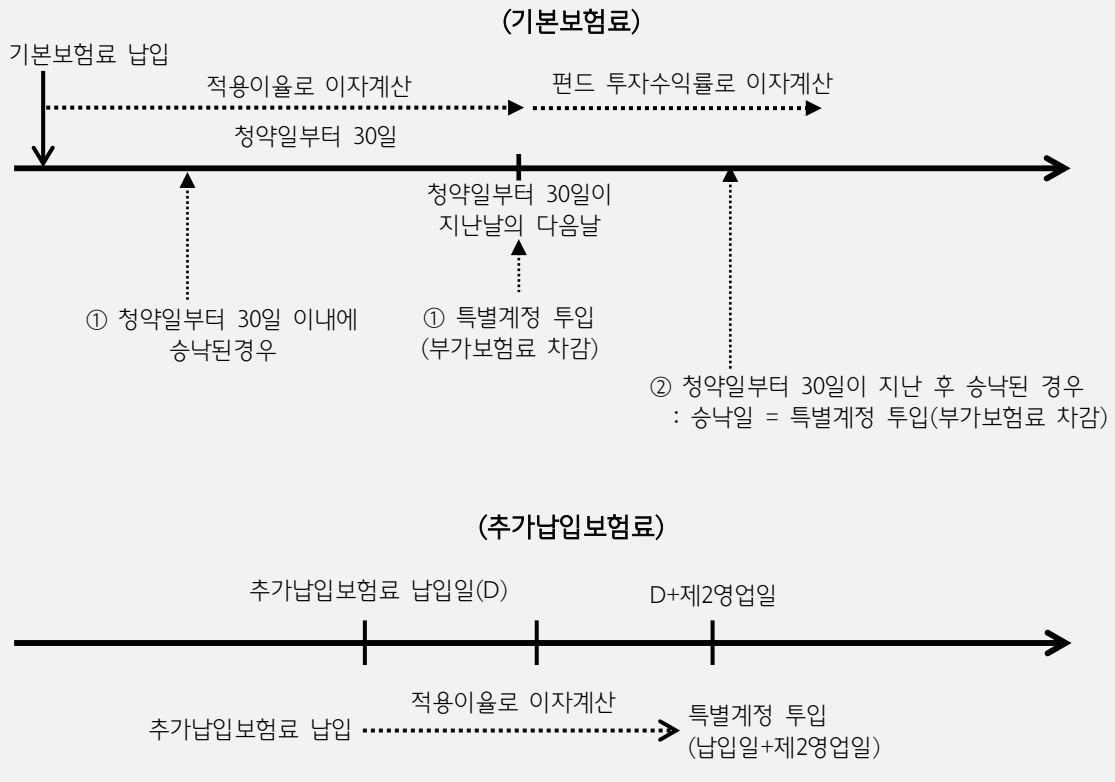 (기본보험료)
기본보험료 납입
적용이율로 이자계산
펀드 투자수익률로 이자계산
청약일부터 30일
청약일부터 30일이
지난날의 다음날
① 청약일부터 30일 이내에
승낙된경우
① 특별계정 투입
(부가보험료 차감)
② 청약일부터 30일이 지난 후 승낙된 경우
: 승낙일 = 특별계정 투입(부가보험료 차감)
(추가납입보험료)
추가납입보험료 납입일(D)
D+제2영업일
적용이율로 이자계산
추가납입보험료 납입
특별계정 투입
(납입일+제2영업일)